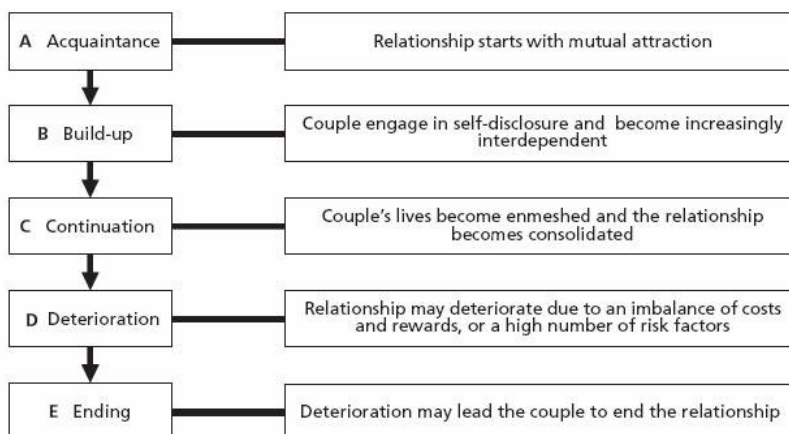 A Acquaintance
Relationship starts with mutual attraction
B Build-up
Couple engage in self-disclosure and become increasingly
interdependent
C Continuation
Couple's lives become enmeshed and the relationship
becomes consolidated
D Deterioration
Relationship may deteriorate due to an imbalance of costs
and rewards, or a high number of risk factors
E Ending
Deterioration may lead the couple to end the relationship